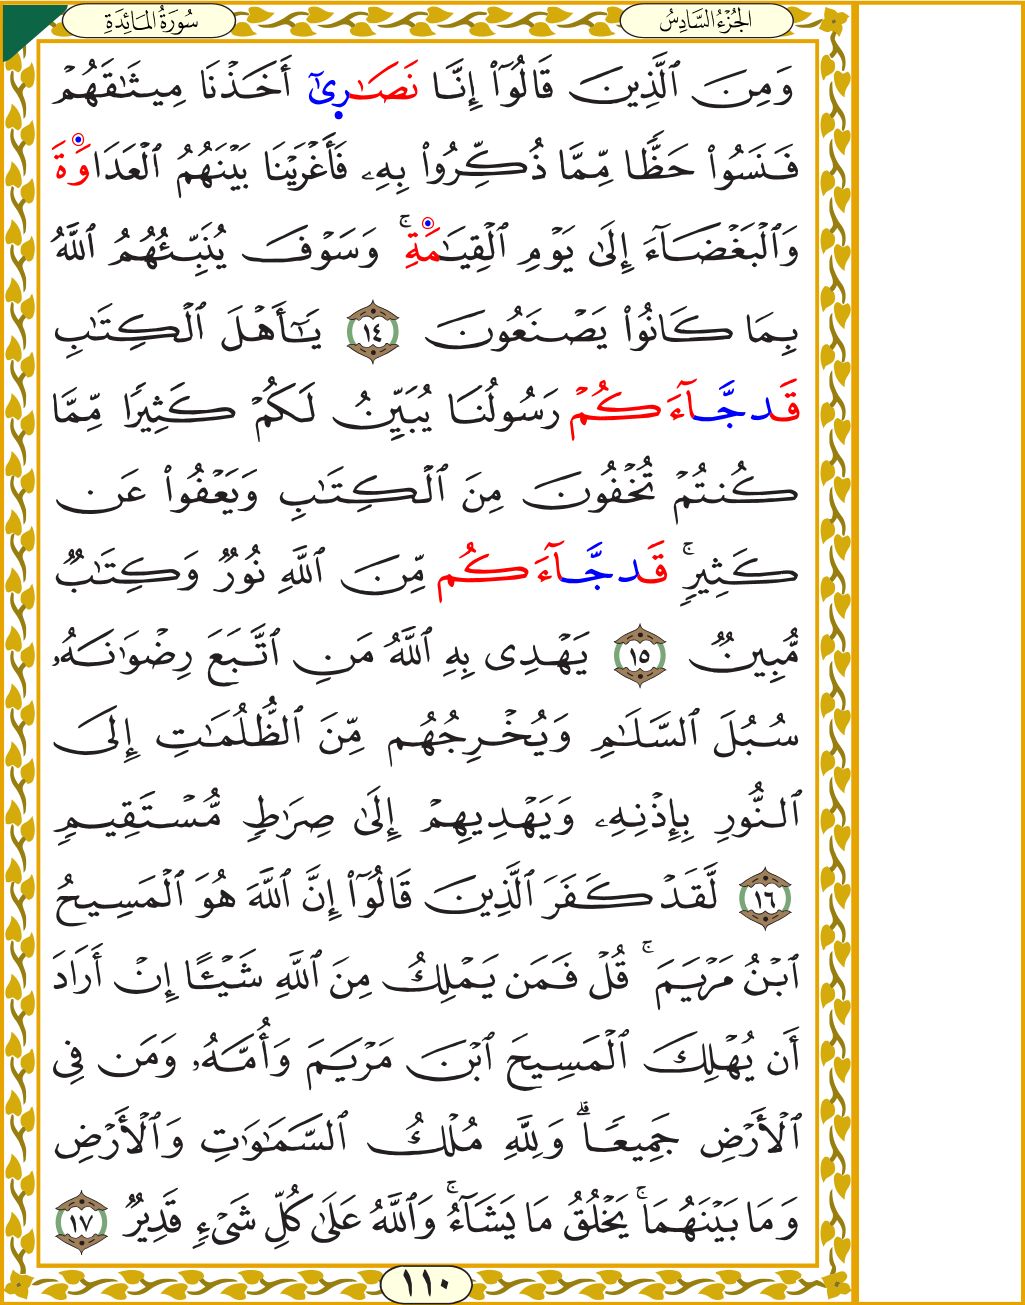 الجُزْءُ السَّادِسُ
سُورَةُ المَائِدَةِ
وَمِنَ ٱلَّذِينَ قَالُوٓا۟ إِنَّا نَصَـٰرِىٰٓ أَخَذْنَا مِيثَـٰقَهُمْ
فَنَسُوا۟ حَظًّا مِّمَّا ذُكِّرُوا۟ بِهِۦ فَأَغْرَيْنَا بَيْنَهُمُ ٱلْعَدَاوَةَ
وَٱلْبَغْضَآءَ إِلَىٰ يَوْمِ ٱلْقِيَـٰمَةِ ۚ وَسَوْفَ يُنَبِّئُهُمُ ٱللَّهُ
بِمَا كَانُوا۟ يَصْنَعُونَ ١٤ يَـٰٓأَهْلَ ٱلْكِتَـٰبِ
قَد جَّآءَكُمْ رَسُولُنَا يُبَيِّنُ لَكُمْ كَثِيرًا مِّمَّا
كُنتُمْ تُخْفُونَ مِنَ ٱلْكِتَـٰبِ وَيَعْفُوا۟ عَن
كَثِيرٍ ۚ قَد جَّآءَكُم مِّنَ ٱللَّهِ نُورٌ وَكِتَـٰبٌ
مُّبِينٌ ١٥ يَهْدِى بِهِ ٱللَّهُ مَنِ ٱتَّبَعَ رِضْوَٰنَهُۥ
سُبُلَ ٱلسَّلَـٰمِ وَيُخْرِجُهُم مِّنَ ٱلظُّلُمَـٰتِ إِلَى
ٱلنُّورِ بِإِذْنِهِۦ وَيَهْدِيهِمْ إِلَىٰ صِرَٰطٍ مُّسْتَقِيمٍ
١٦ لَّقَدْ كَفَرَ ٱلَّذِينَ قَالُوٓا۟ إِنَّ ٱللَّهَ هُوَ ٱلْمَسِيحُ
ٱبْنُ مَرْيَمَ ۚ قُلْ فَمَن يَمْلِكُ مِنَ ٱللَّهِ شَيْـًٔا إِنْ أَرَادَ
أَن يُهْلِكَ ٱلْمَسِيحَ ٱبْنَ مَرْيَمَ وَأُمَّهُۥ وَمَن فِى
ٱلْأَرْضِ جَمِيعًا ۗ وَلِلَّهِ مُلْكُ ٱلسَّمَـٰوَٰتِ وَٱلْأَرْضِ
وَمَا بَيْنَهُمَا ۚ يَخْلُقُ مَا يَشَآءُ ۚ وَٱللَّهُ عَلَىٰ كُلِّ شَىْءٍ قَدِيرٌ ١٧
١١٠